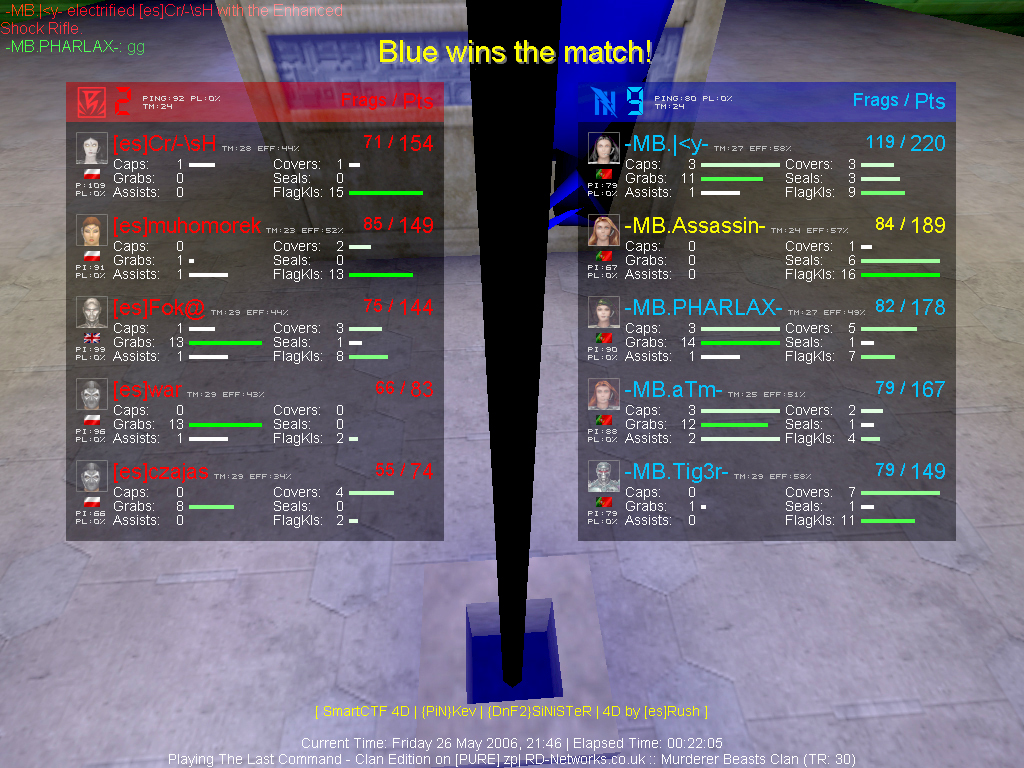 -MB.|<y- electrified [es]Cr/-\sH with the Enhanced
Shock Rifle.
-MB.PHARLAX-: gg
Blue wins the match!
2 PING:92 PL:0% TM:24 Frags / Pts
[es]Cr/-\sH TM:28 EFF:44% 71 / 154
Caps: 1 Covers: 1
Grabs: 0 Seals: 0
Assists: 0 FlagKls: 15
P:109
PL:0%
[es]muhomorek TM:23 EFF:52% 85 / 149
Caps: 0 Covers: 2
Grabs: 1 Seals: 0
Assists: 1 FlagKls: 13
PI:91
PL:0%
[es]Fok@ TM:29 EFF:44% 75 / 144
Caps: 1 Covers: 3
Grabs: 13 Seals: 1
Assists: 1 FlagKls: 8
PI:99
PL:0%
[es]war TM:29 EFF:43% 66 / 83
Caps: 0 Covers: 0
Grabs: 13 Seals: 0
Assists: 1 FlagKls: 2
PI:96
PL:0%
[es]czajas TM:29 EFF:34% 55 / 74
Caps: 0 Covers: 4
Grabs: 8 Seals: 0
Assists: 0 FlagKls: 2
PI:66
PL:0%
9 PING:80 PL:0% TM:24 Frags / Pts
-MB.|<y- TM:27 EFF:58% 119 / 220
Caps: 3 Covers: 3
Grabs: 11 Seals: 3
Assists: 1 FlagKls: 9
PI:79
PL:0%
-MB.Assassin- TM:24 EFF:57% 84 / 189
Caps: 0 Covers: 1
Grabs: 0 Seals: 6
Assists: 0 FlagKls: 16
PI:67
PL:0%
-MB.PHARLAX- TM:27 EFF:49% 82 / 178
Caps: 3 Covers: 5
Grabs: 14 Seals: 1
Assists: 1 FlagKls: 7
PI:90
PL:0%
-MB.aTm- TM:25 EFF:51% 79 / 167
Caps: 3 Covers: 2
Grabs: 12 Seals: 1
Assists: 2 FlagKls: 4
PI:88
PL:0%
-MB.Tig3r- TM:29 EFF:58% 79 / 149
Caps: 0 Covers: 7
Grabs: 1 Seals: 1
Assists: 0 FlagKls: 11
PI:79
PL:0%
[ SmartCTF 4D | {PiN}Kev | {DnF2}SiNiSTeR | 4D by [es]Rush ]
Current Time: Friday 26 May 2006, 21:46 | Elapsed Time: 00:22:05
Playing The Last Command - Clan Edition on [PURE] zp| RD-Networks.co.uk :: Murderer Beasts Clan (TR: 30)